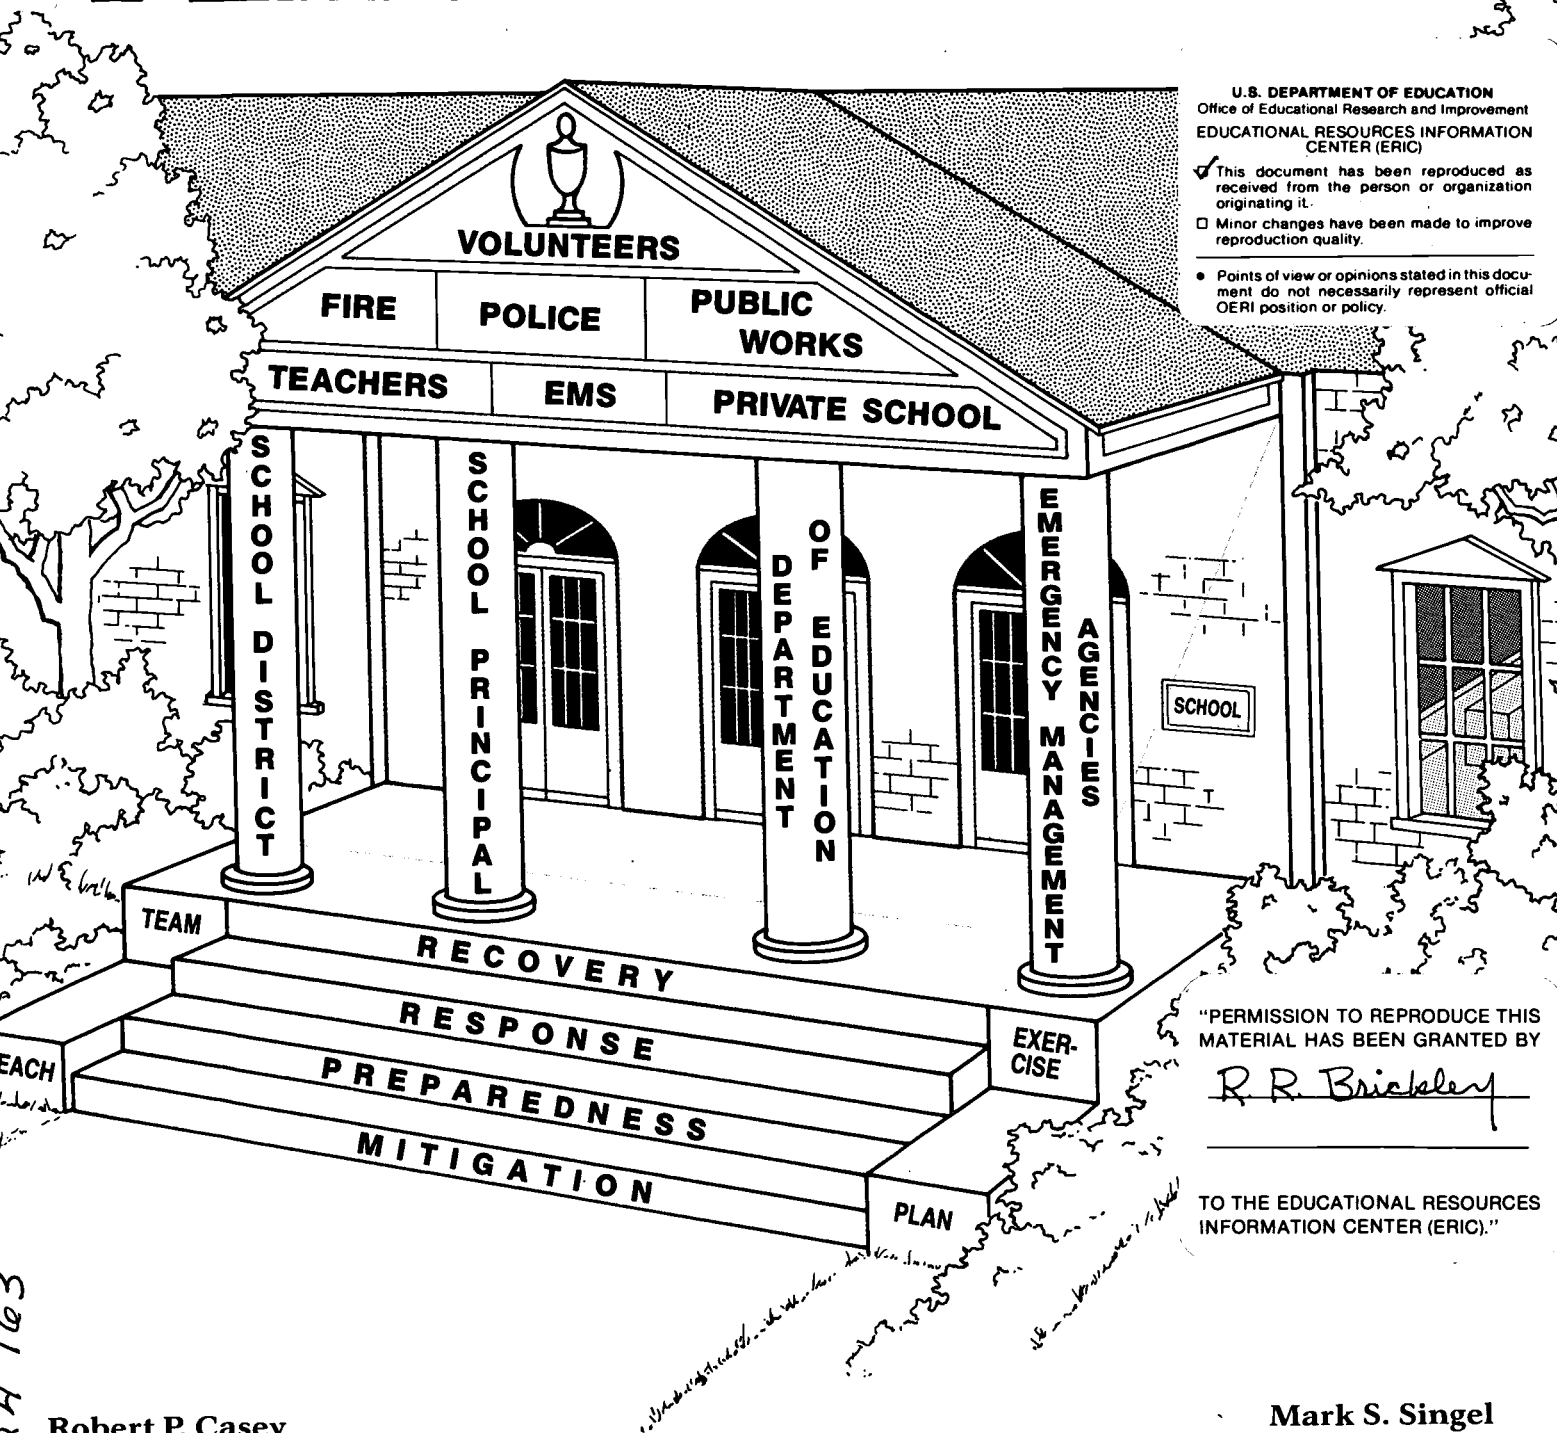 U.S. DEPARTMENT OF EDUCATION
Office of Educational Research and Improvement
EDUCATIONAL RESOURCES INFORMATION
CENTER (ERIC)
This document has been reproduced as
received from the person or organization
originating it.
Minor changes have been made to improve
reproduction quality.
• Points of view or opinions stated in this docu-
ment do not necessarily represent official
OERI position or policy.
VOLUNTEERS
FIRE
POLICE
PUBLIC
WORKS
TEACHERS
EMS
PRIVATE SCHOOL
SCHOOL DISTRICT
SCHOOL PRINCIPAL
DEPARTMENT
OF EDUCATION
EMERGENCY MANAGEMENT
AGENCIES
SCHOOL
TEAM
RECOVERY
RESPONSE
EXER-
CISE
EACH
PREPAREDNESS
MITIGATION
PLAN
"PERMISSION TO REPRODUCE THIS
MATERIAL HAS BEEN GRANTED BY
R. R. Brickley
TO THE EDUCATIONAL RESOURCES
INFORMATION CENTER (ERIC)."
163
Robert P. Casey
Mark S. Singel